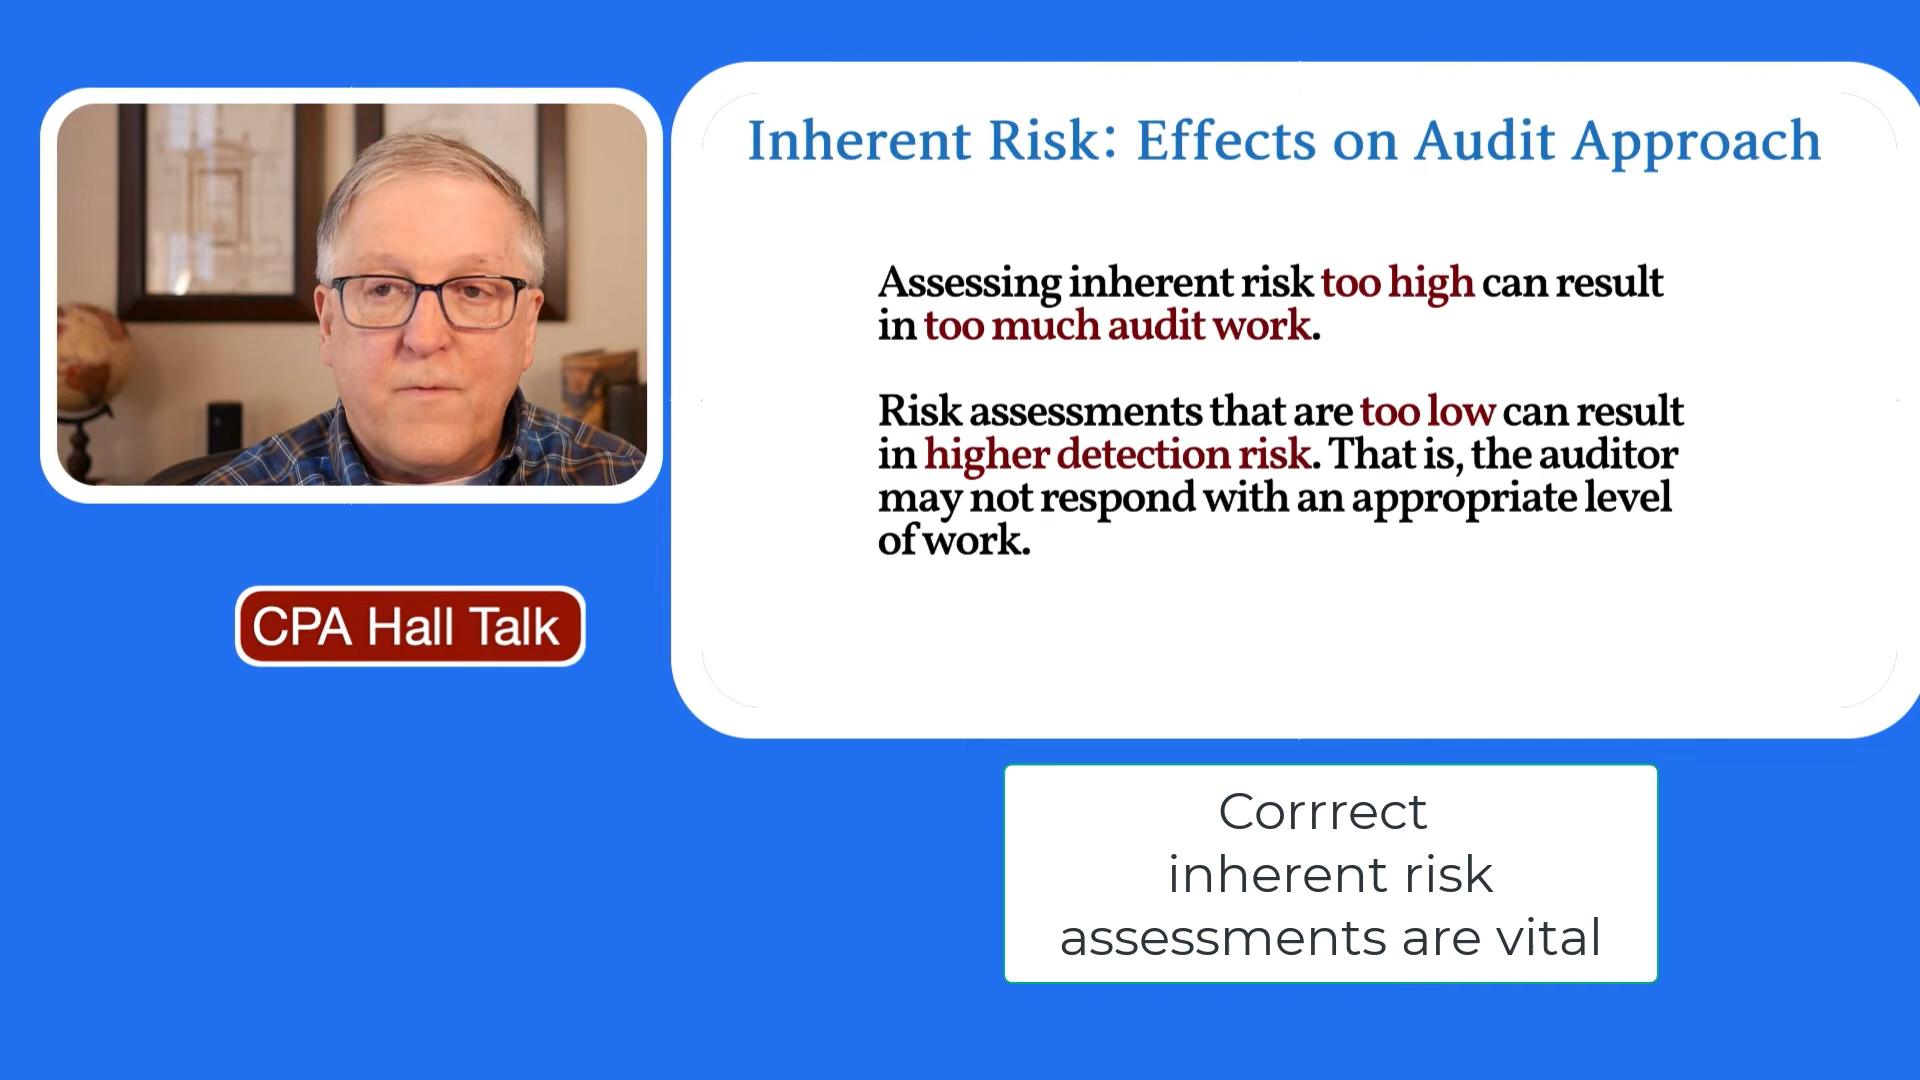 Inherent Risk: Effects on Audit Approach
Assessing inherent risk too high can result
in too much audit work.
Risk assessments that are too low can result
in higher detection risk. That is, the auditor
may not respond with an appropriate level
of work.
CPA Hall Talk
Corrrect
inherent risk
assessments are vital